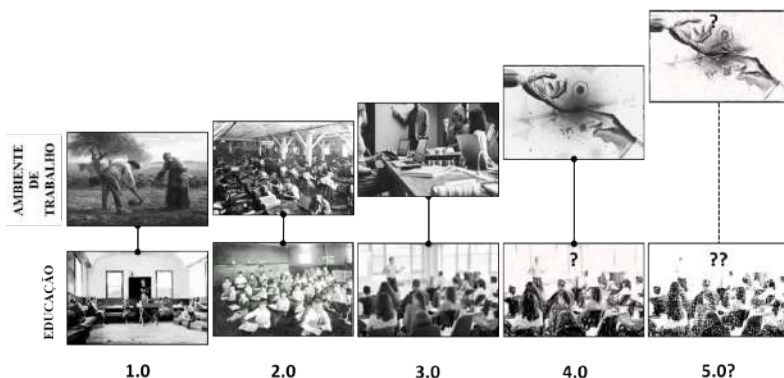 ?
AMBIENTE
DE
TRABALHO
EDUCAÇÃO
?
??
1.0
2.0
3.0
4.0
5.0?